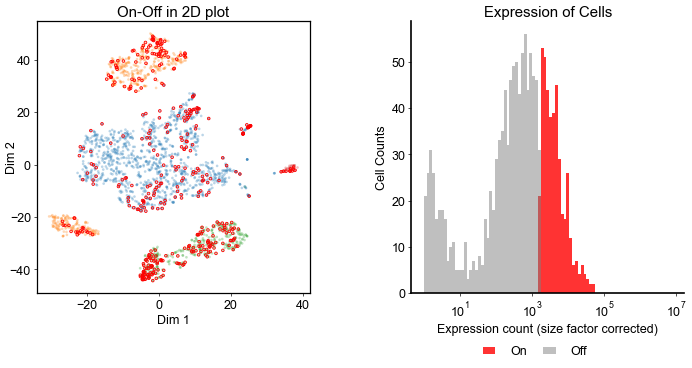 On-Off in 2D plot
Dim 2
40
20
0
−20
−40
−20
0
20
40
Dim 1
Expression of Cells
Cell Counts
50
40
30
20
10
0
10¹
10³
10⁵
10⁷
Expression count (size factor corrected)
On
Off